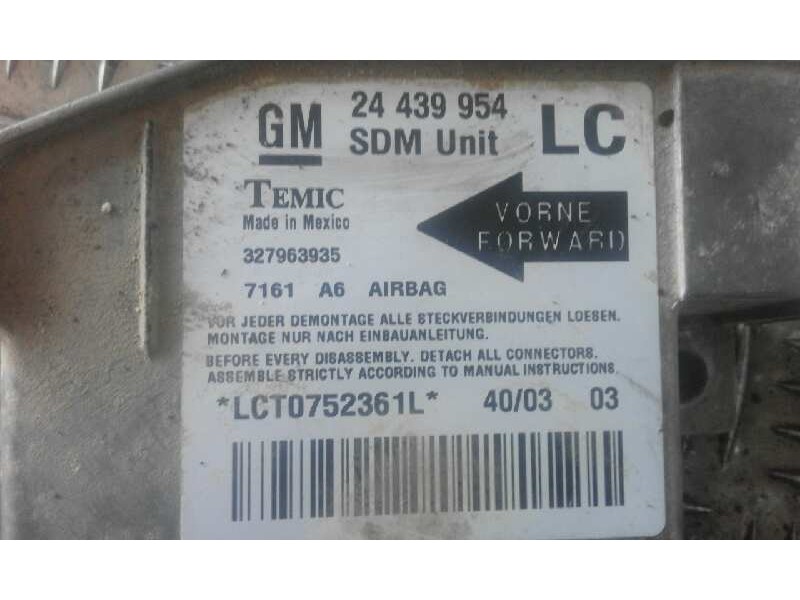 GM 24 439 954 LC
SDM Unit
TEMIC
Made in Mexico
VORNE
FORWARD
327963935
7161 A6 AIRBAG
VOR JEDER DEMONTAGE ALLE STECKVERBINDUNGEN LOESEN.
MONTAGE NUR NACH EINBAUANLEITUNG.
BEFORE EVERY DISASSEMBLY. DETACH ALL CONNECTORS.
ASSEMBLE STRICTLY ACCORDING TO MANUAL INSTRUCTIONS.
*LCT0752361L* 40/03 03